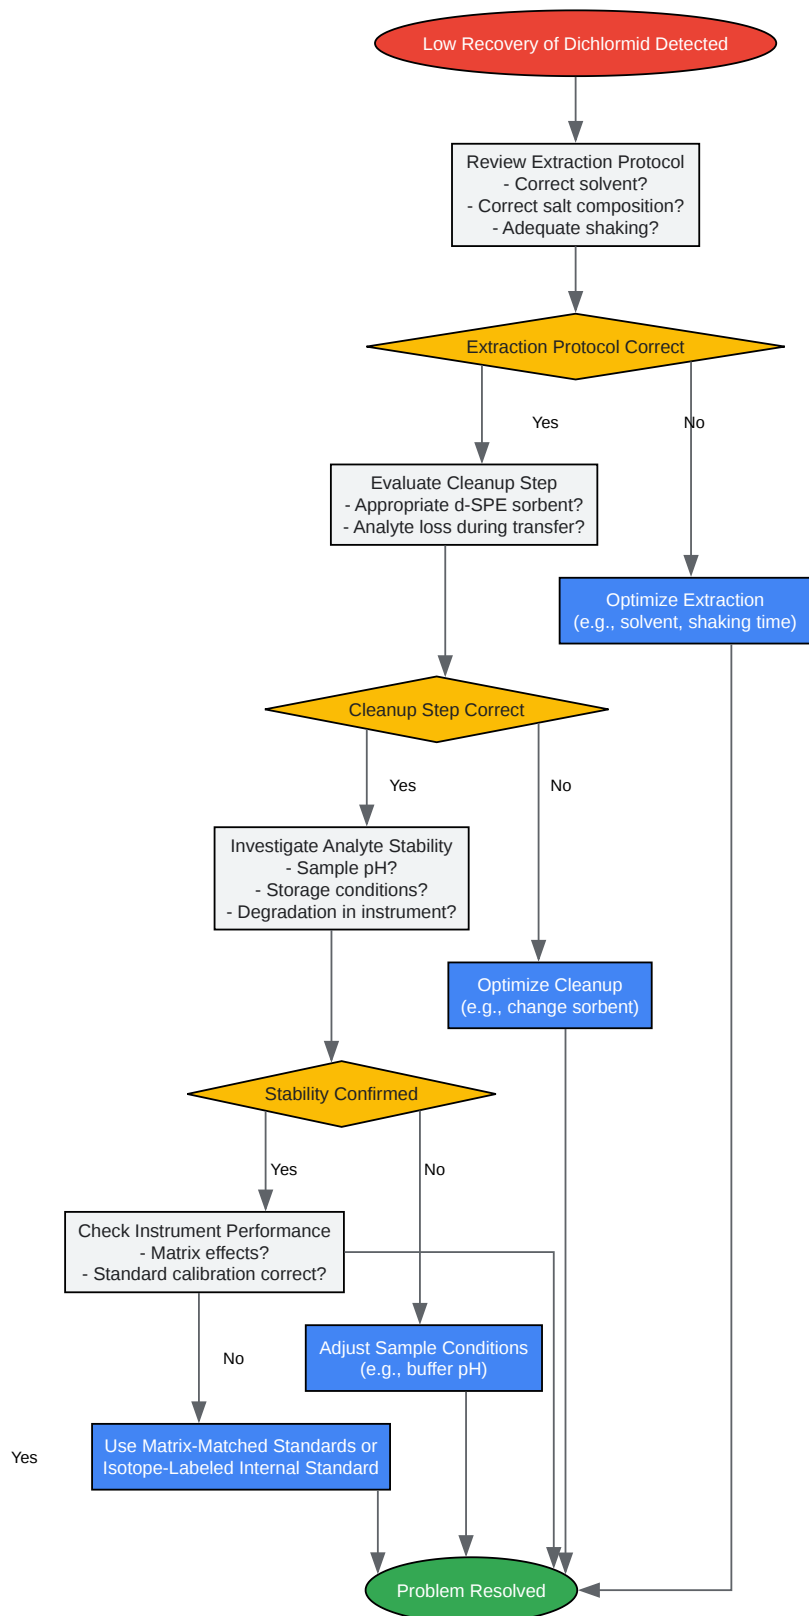 Low Recovery of Dichlormid Detected
Review Extraction Protocol
- Correct solvent?
- Correct salt composition?
- Adequate shaking?
Extraction Protocol Correct
Yes
No
Evaluate Cleanup Step
- Appropriate d-SPE sorbent?
- Analyte loss during transfer?
Optimize Extraction
(e.g., solvent, shaking time)
Cleanup Step Correct
Yes
No
Investigate Analyte Stability
- Sample pH?
- Storage conditions?
- Degradation in instrument?
Optimize Cleanup
(e.g., change sorbent)
Stability Confirmed
Yes
No
Check Instrument Performance
- Matrix effects?
- Standard calibration correct?
Adjust Sample Conditions
(e.g., buffer pH)
No
Use Matrix-Matched Standards or
Isotope-Labeled Internal Standard
Yes
Problem Resolved